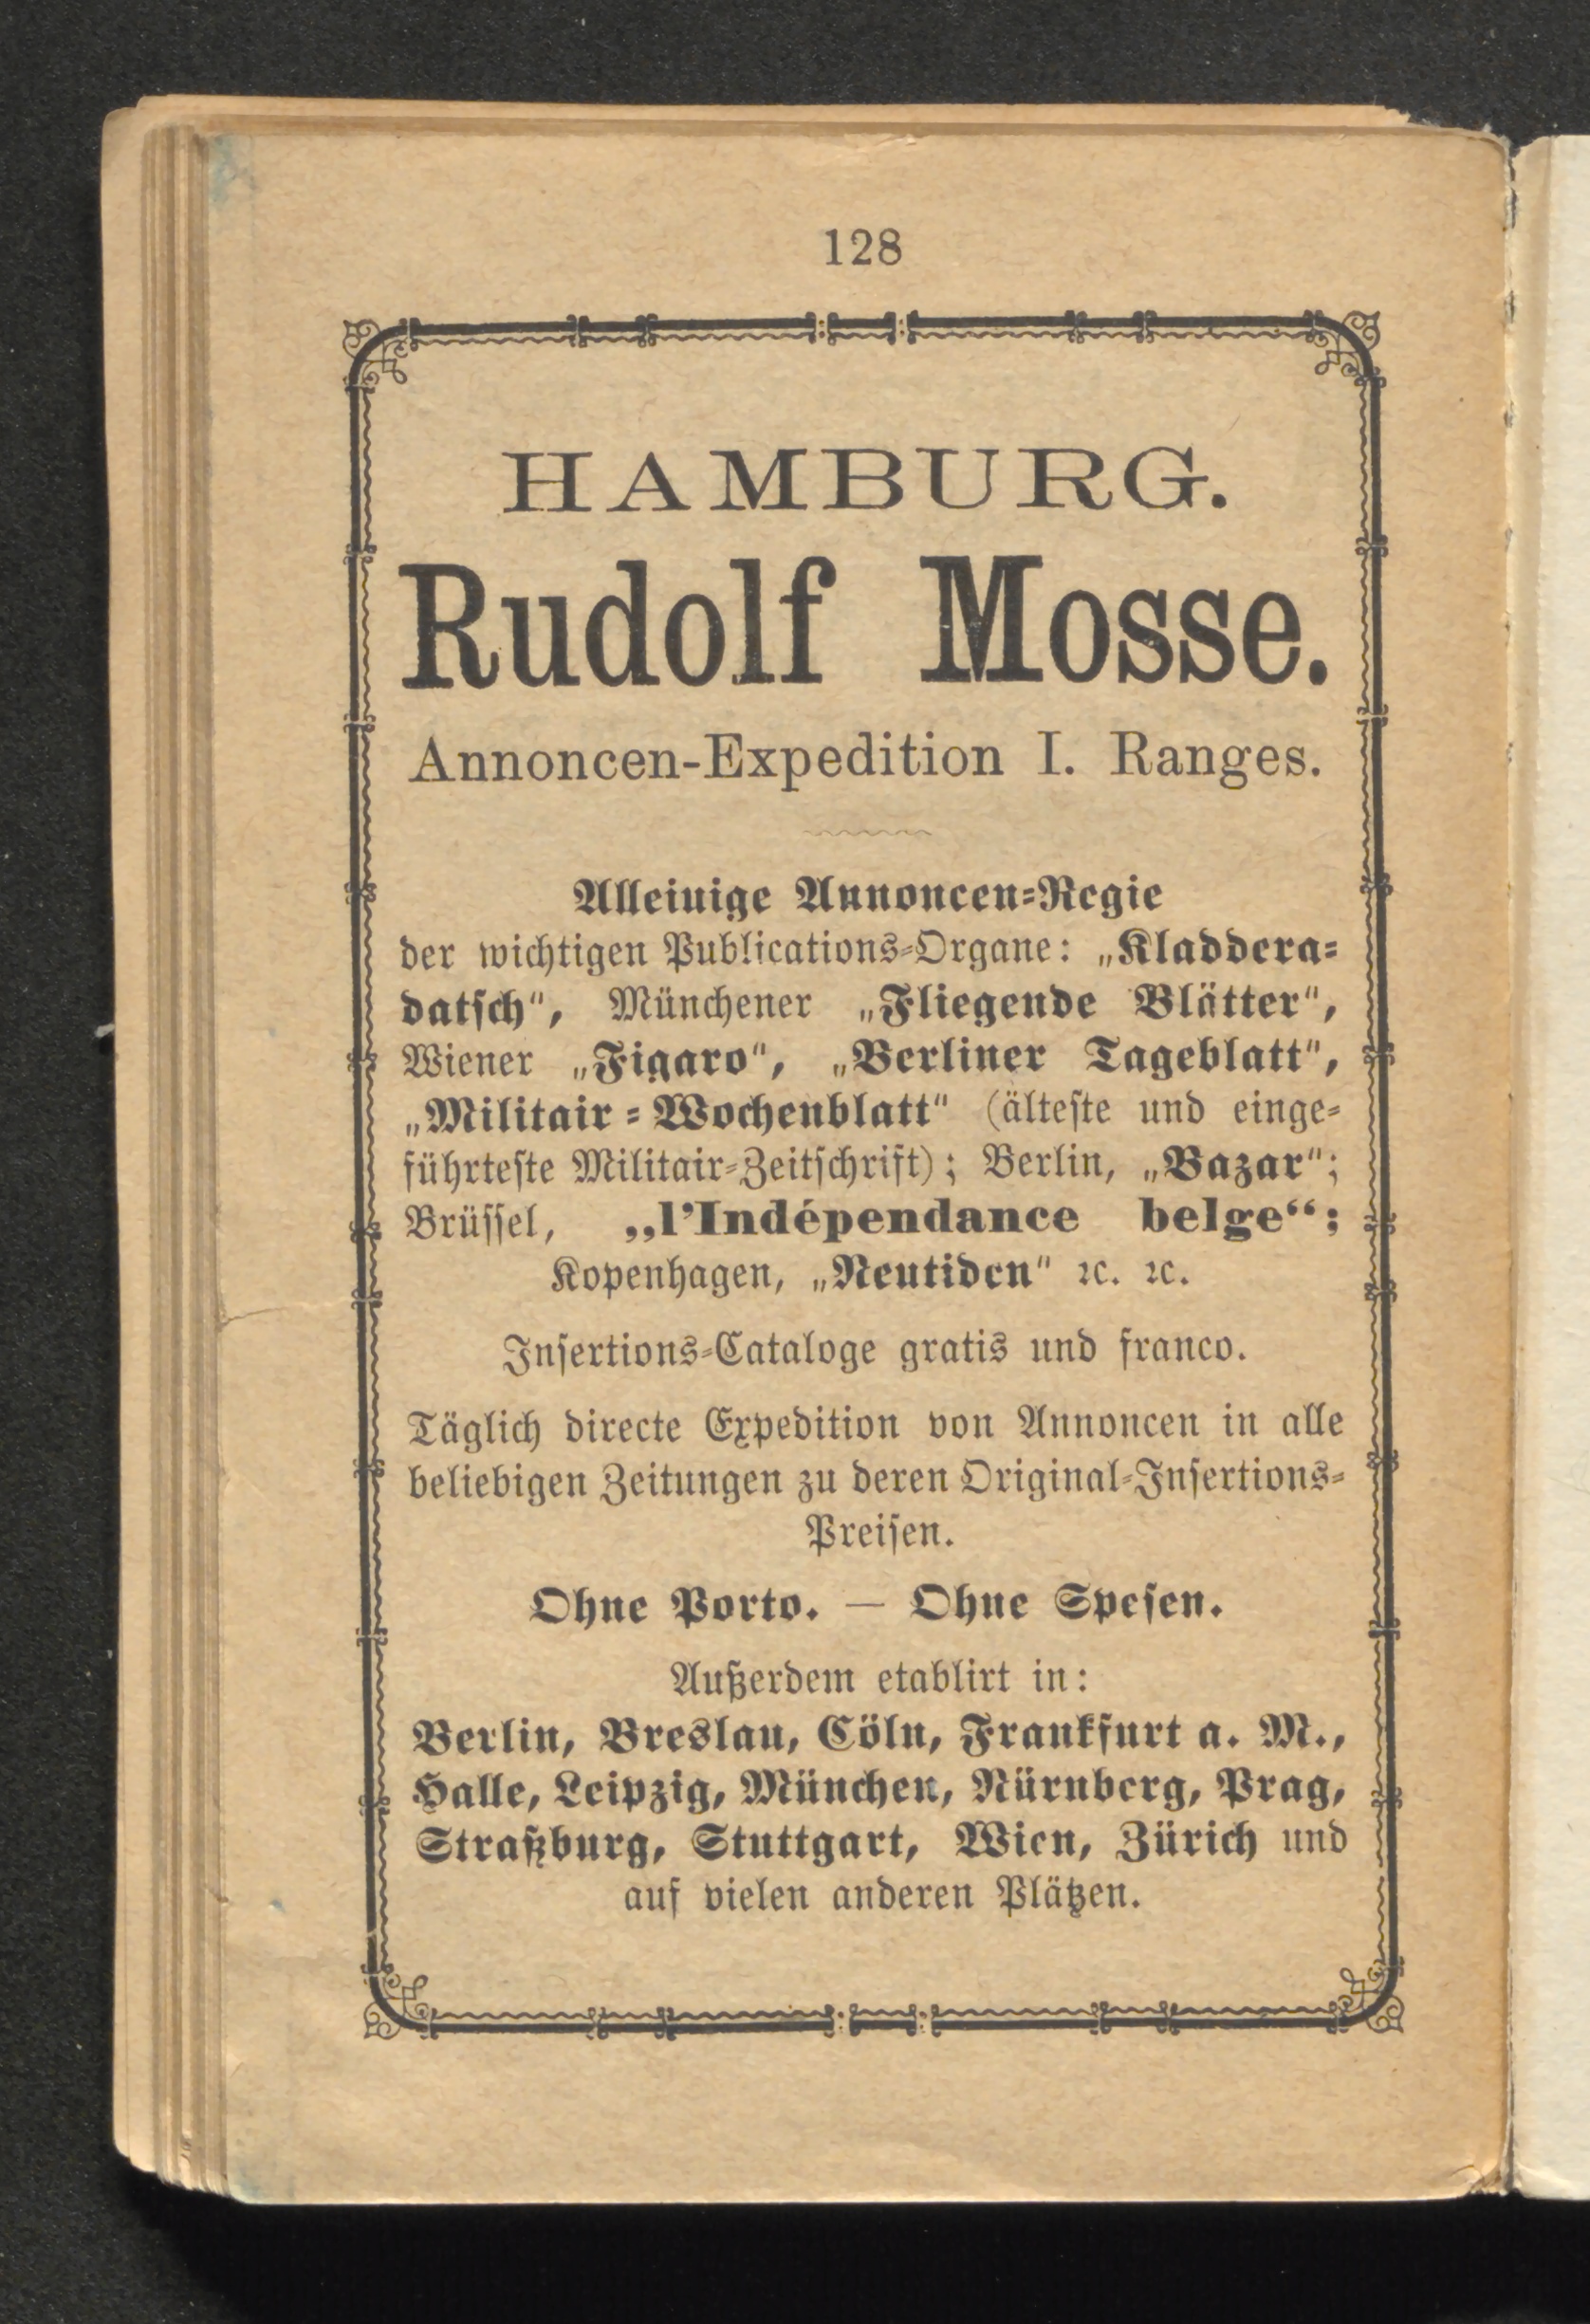 128
HAMBURG.
Rudolf Mosse.
Annoncen-Expedition I. Ranges.
Alleinige Annoncen-Regie
der wichtigen Publications-Organe: „Kladdera-
datsch“, Münchener „Fliegende Blätter“,
Wiener „Figaro“, „Berliner Tageblatt“,
„Militair-Wochenblatt“ (älteste und einge-
führteste Militair-Zeitschrift); Berlin, „Bazar“;
Brüssel, „l'Indépendance belge“;
Kopenhagen, „Neutiden“ ꝛc. ꝛc.
Insertions-Cataloge gratis und franco.
Täglich directe Expedition von Annoncen in alle
beliebigen Zeitungen zu deren Original-Insertions-
Preisen.
Ohne Porto. — Ohne Spesen.
Außerdem etablirt in:
Berlin, Breslau, Cöln, Frankfurt a. M.,
Halle, Leipzig, München, Nürnberg, Prag,
Straßburg, Stuttgart, Wien, Zürich und
auf vielen anderen Plätzen.